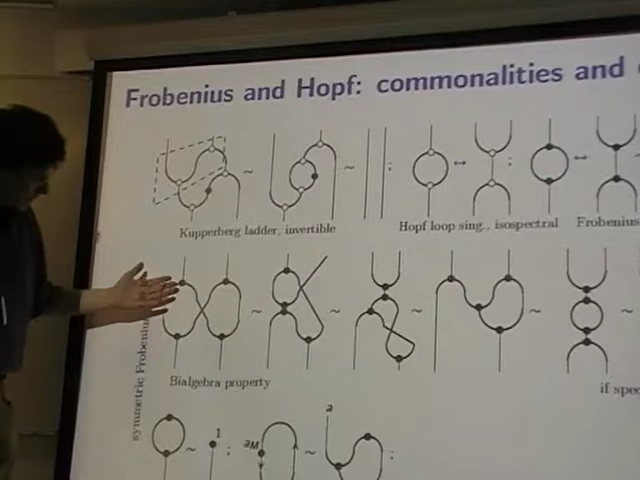 Frobenius and Hopf: commonalities and
~ ~ : ↔ : ↔
Kupperberg ladder, invertible
Hopf loop sing., isospectral
Frobenius
~ ~ ~ ~ ~
symmetric Frobenius
Bialgebra property
if spec
~ 1 ; aM ~ a :